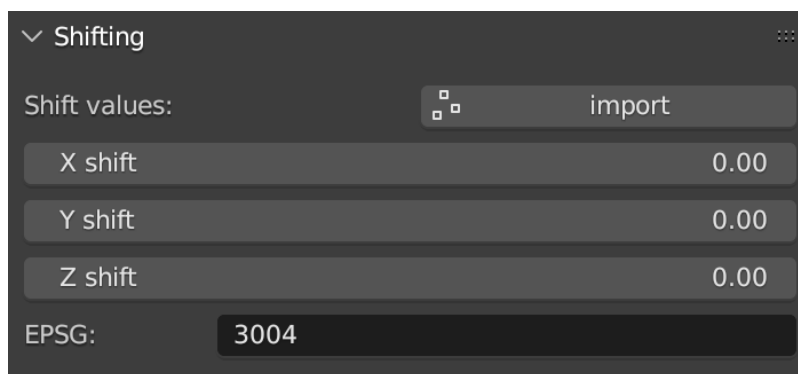 Shifting
Shift values: import
X shift 0.00
Y shift 0.00
Z shift 0.00
EPSG: 3004